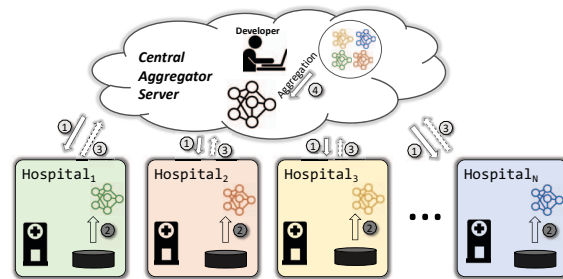 Developer
Central
Aggregator
Server
Aggregation
④
① ③ ① ③ ① ③ ① ③
Hospital₁ Hospital₂ Hospital₃ ... Hospital_N
② ② ② ②